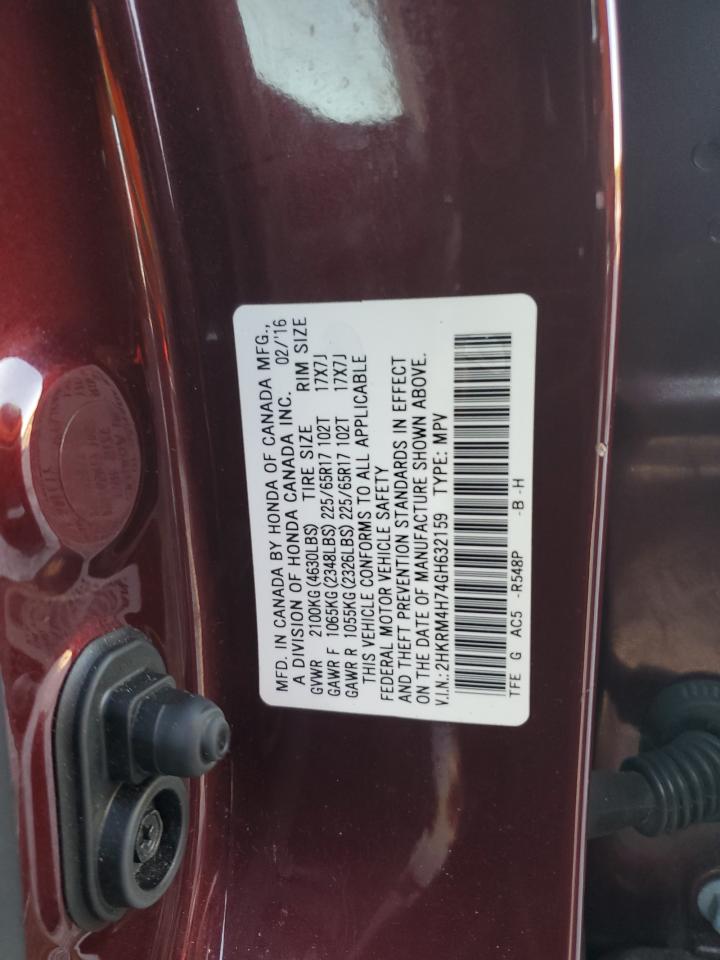 MFD. IN CANADA BY HONDA OF CANADA MFG.,
A DIVISION OF HONDA CANADA INC. 02/'16
GVWR 2100KG (4630LBS) TIRE SIZE RIM SIZE
GAWR F 1065KG (2348LBS) 225/65R17 102T 17X7J
GAWR R 1055KG (2326LBS) 225/65R17 102T 17X7J
THIS VEHICLE CONFORMS TO ALL APPLICABLE
FEDERAL MOTOR VEHICLE SAFETY
AND THEFT PREVENTION STANDARDS IN EFFECT
ON THE DATE OF MANUFACTURE SHOWN ABOVE.
V.I.N.: 2HKRM4H74GH632159 TYPE: MPV
TFE G AC5 -R548P -B -H